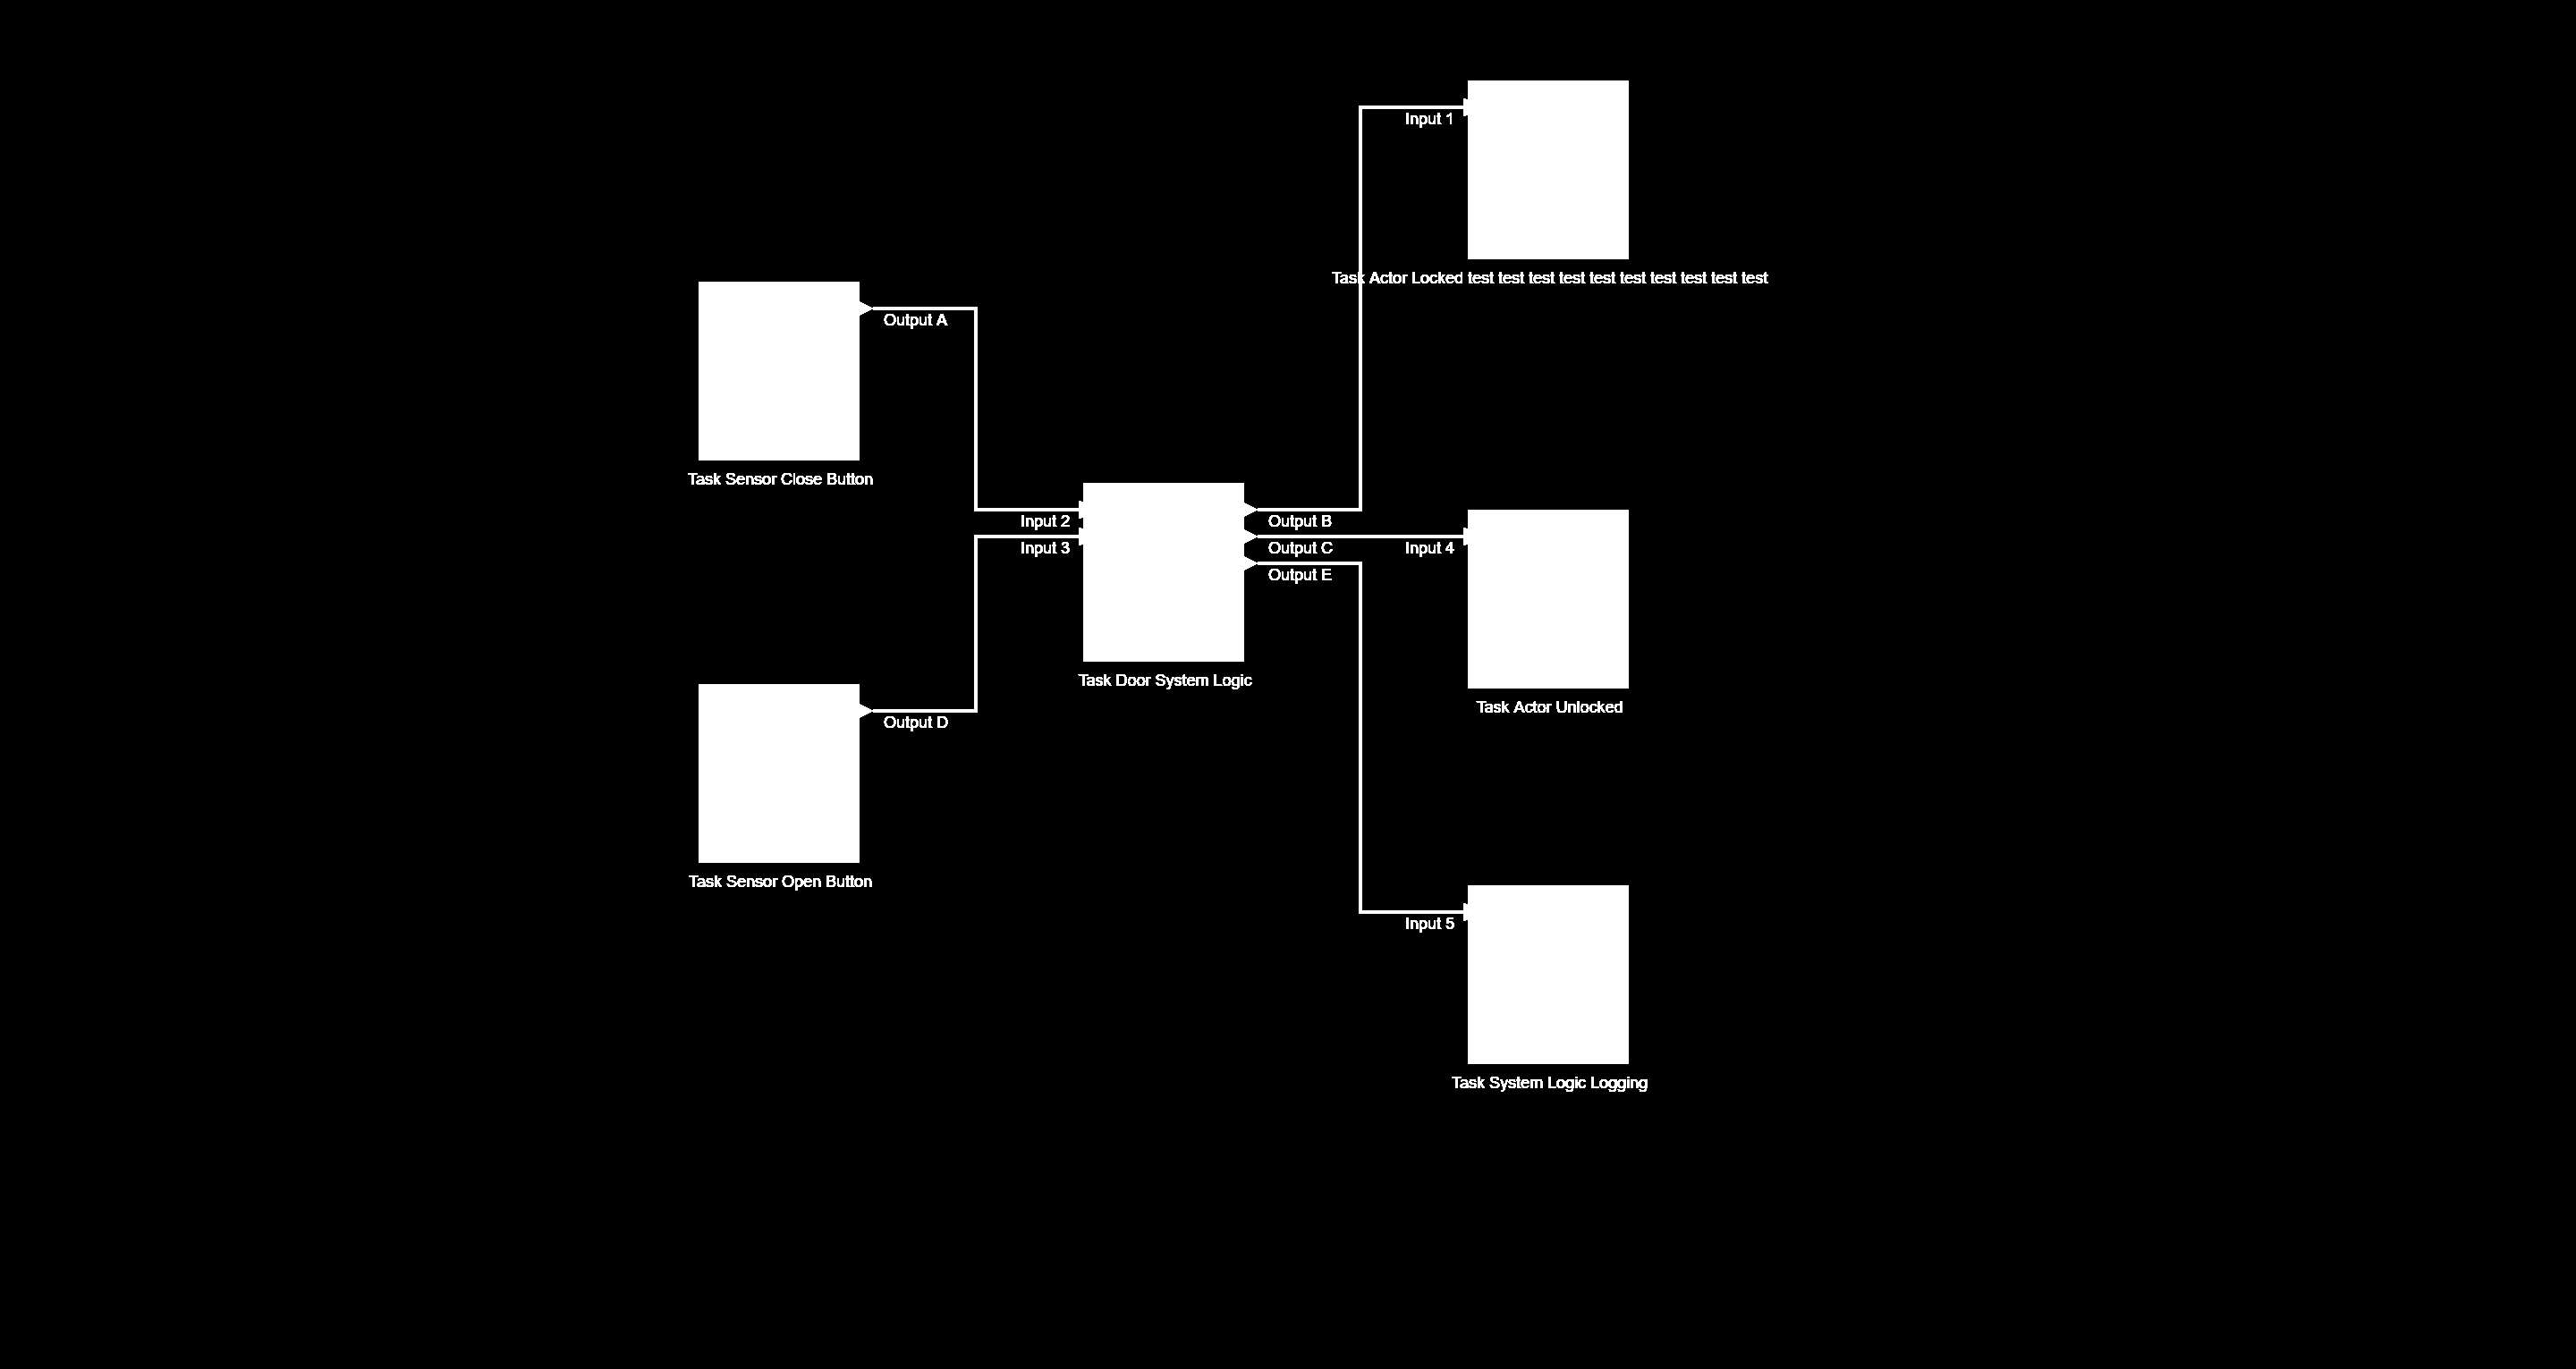 Input 1
Task Actor Locked test test test test test test test test test test
Output A
Task Sensor Close Button
Input 2
Output B
Input 3
Output C
Input 4
Output E
Task Door System Logic
Task Actor Unlocked
Output D
Task Sensor Open Button
Input 5
Task System Logic Logging